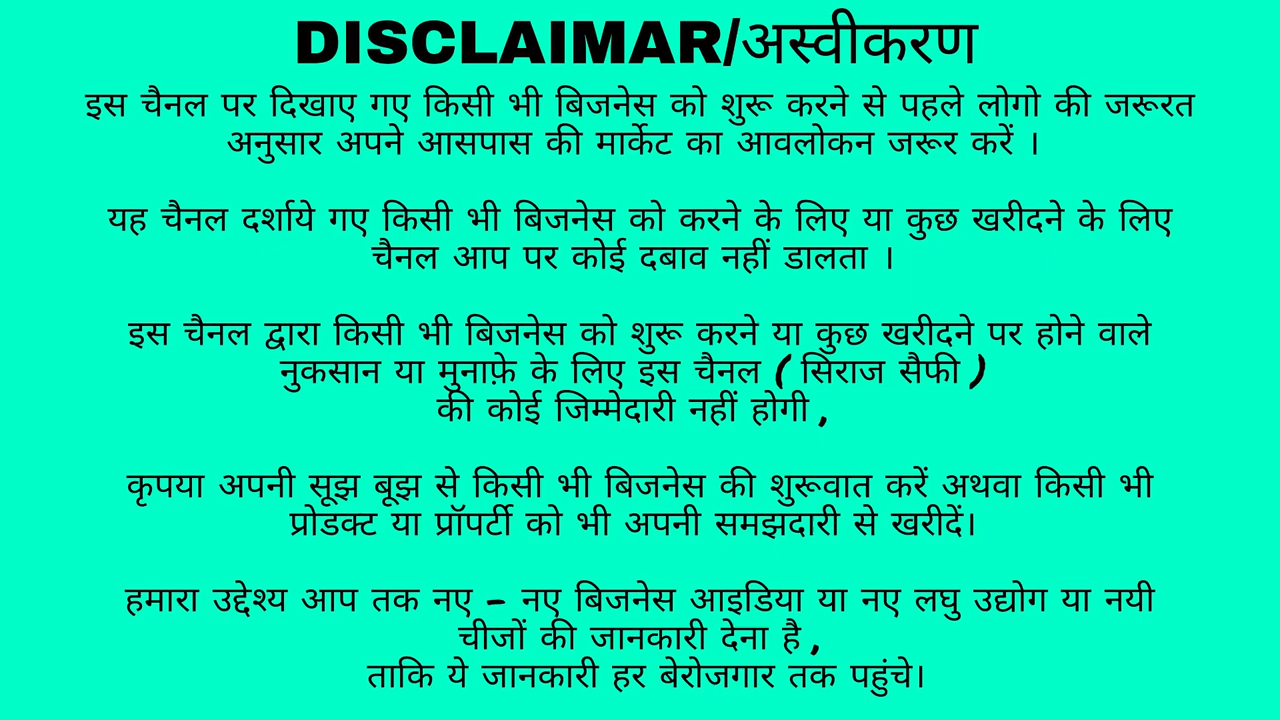 DISCLAIMAR/अस्वीकरण
इस चैनल पर दिखाए गए किसी भी बिजनेस को शुरू करने से पहले लोगो की जरूरत
अनुसार अपने आसपास की मार्केट का आवलोकन जरूर करें ।
यह चैनल दर्शाये गए किसी भी बिजनेस को करने के लिए या कुछ खरीदने के लिए
चैनल आप पर कोई दबाव नहीं डालता ।
इस चैनल द्वारा किसी भी बिजनेस को शुरू करने या कुछ खरीदने पर होने वाले
नुकसान या मुनाफ़े के लिए इस चैनल ( सिराज सैफी )
की कोई जिम्मेदारी नहीं होगी ,
कृपया अपनी सूझ बूझ से किसी भी बिजनेस की शुरूवात करें अथवा किसी भी
प्रोडक्ट या प्रॉपर्टी को भी अपनी समझदारी से खरीदें।
हमारा उद्देश्य आप तक नए – नए बिजनेस आइडिया या नए लघु उद्योग या नयी
चीजों की जानकारी देना है ,
ताकि ये जानकारी हर बेरोजगार तक पहुंचे।